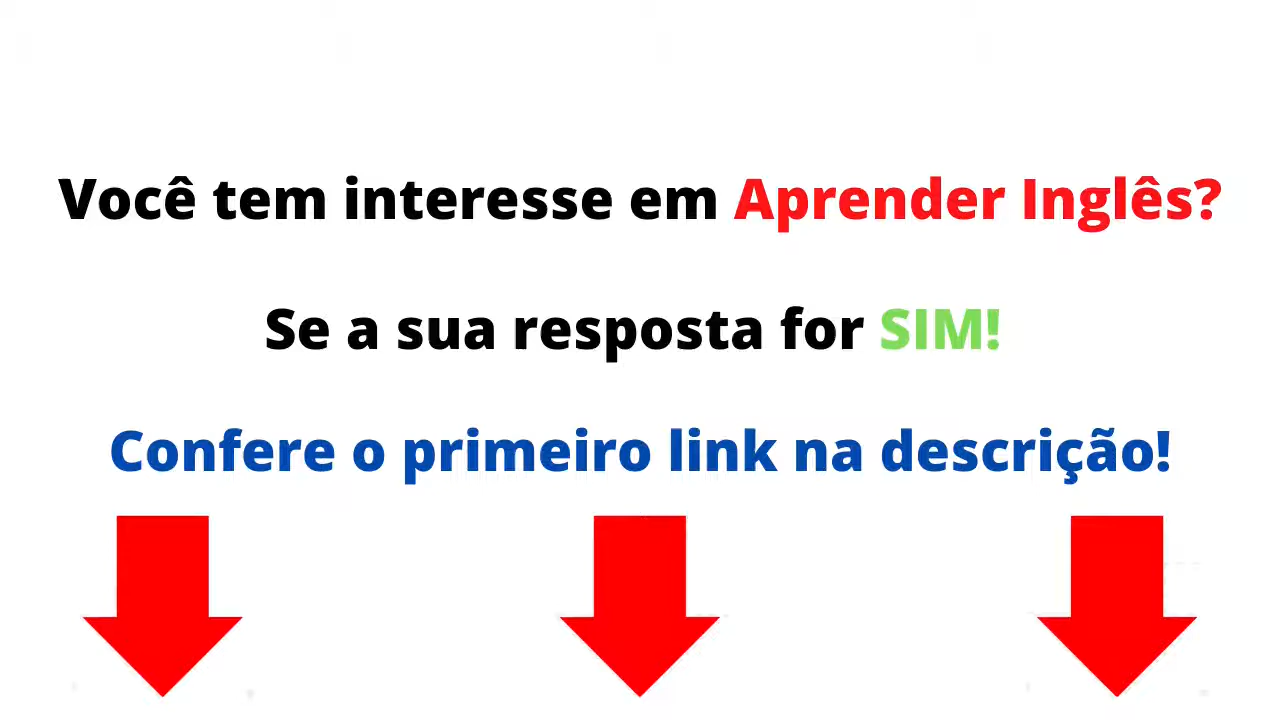 Você tem interesse em Aprender Inglês?
Se a sua resposta for SIM!
Confere o primeiro link na descrição!